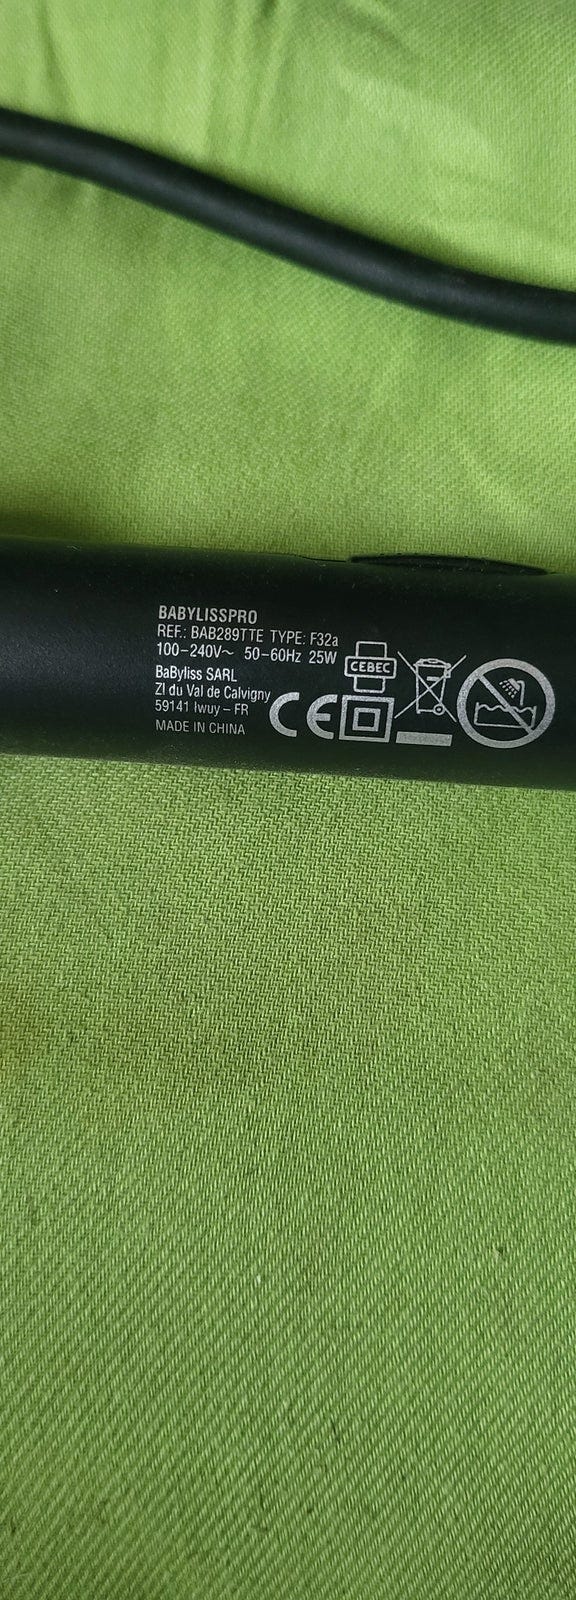 BABYLISSPRO
REF.: BAB289TTE TYPE: F32a
100-240V~ 50-60Hz 25W
CEBEC
BaByliss SARL
ZI du Val de Calvigny
59141 Iwuy – FR
CE
MADE IN CHINA